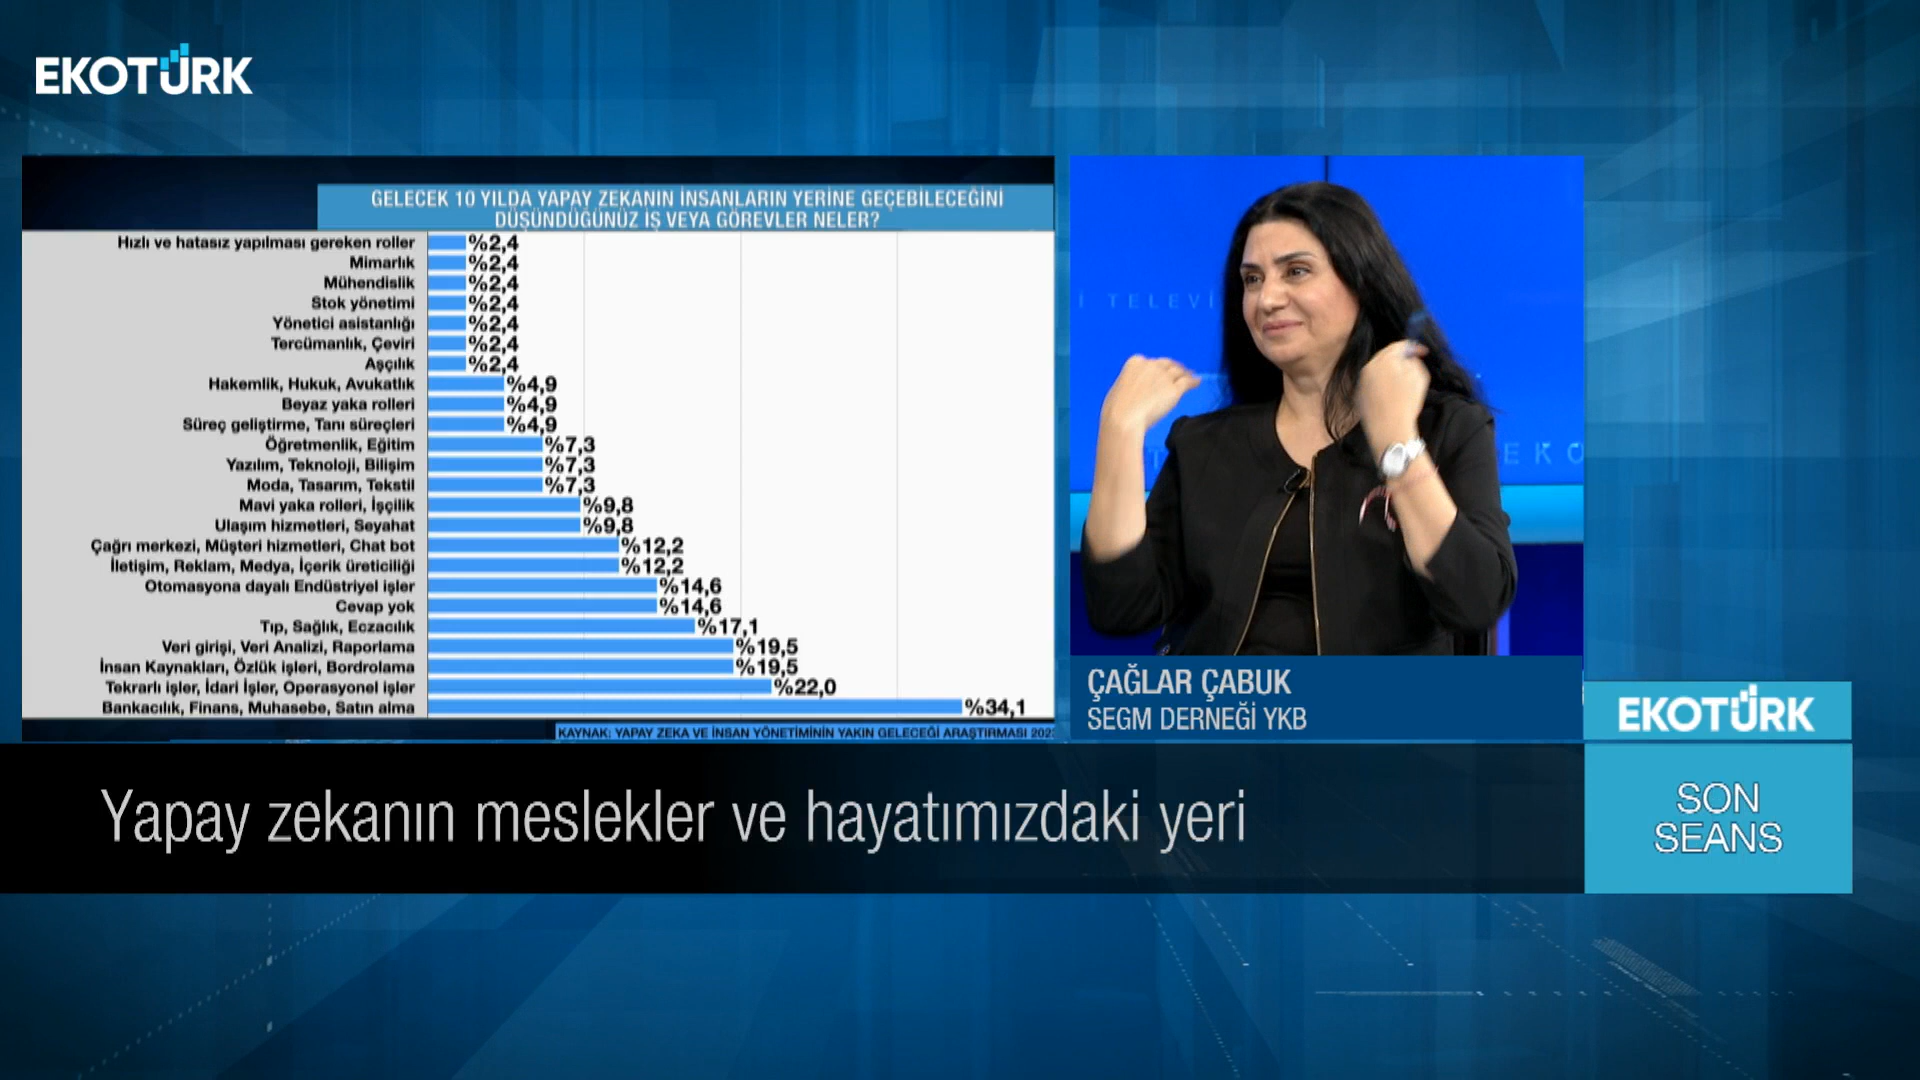 EKOTÜRK
GELECEK 10 YILDA YAPAY ZEKANIN İNSANLARIN YERİNE GEÇEBİLECEĞİNİ
DÜŞÜNDÜĞÜNÜZ İŞ VEYA GÖREVLER NELER?
Hızlı ve hatasız yapılması gereken roller %2,4
Mimarlık %2,4
Mühendislik %2,4
Stok yönetimi %2,4
Yönetici asistanlığı %2,4
Tercümanlık, Çeviri %2,4
Aşçılık %2,4
Hakemlik, Hukuk, Avukatlık %4,9
Beyaz yaka rolleri %4,9
Süreç geliştirme, Tanı süreçleri %4,9
Öğretmenlik, Eğitim %7,3
Yazılım, Teknoloji, Bilişim %7,3
Moda, Tasarım, Tekstil %7,3
Mavi yaka rolleri, İşçilik %9,8
Ulaşım hizmetleri, Seyahat %9,8
Çağrı merkezi, Müşteri hizmetleri, Chat bot %12,2
İletişim, Reklam, Medya, İçerik üreticiliği %12,2
Otomasyona dayalı Endüstriyel işler %14,6
Cevap yok %14,6
Tıp, Sağlık, Eczacılık %17,1
Veri girişi, Veri Analizi, Raporlama %19,5
İnsan Kaynakları, Özlük işleri, Bordrolama %19,5
Tekrarlı işler, İdari İşler, Operasyonel işler %22,0
Bankacılık, Finans, Muhasebe, Satın alma %34,1
KAYNAK: YAPAY ZEKA VE İNSAN YÖNETİMİNİN YAKIN GELECEĞİ ARAŞTIRMASI
İ TELEVİ
EKO
ÇAĞLAR ÇABUK
SEGM DERNEĞİ YKB
EKOTÜRK
Yapay zekanın meslekler ve hayatımızdaki yeri
SON
SEANS